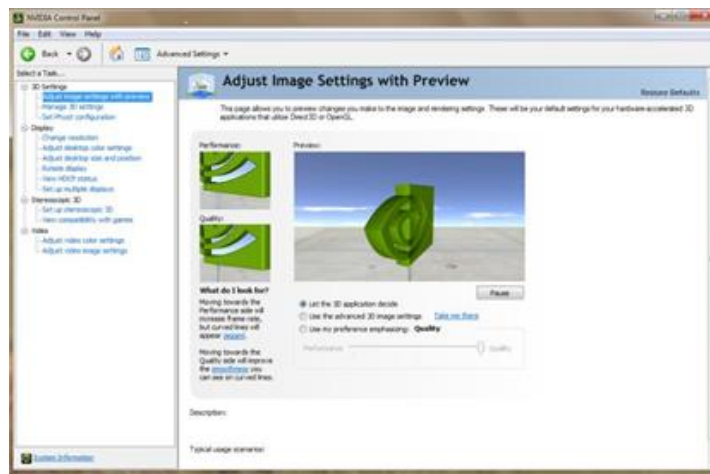 NVIDIA Control Panel
File Edit View Help
Back Advanced Settings
Select a Task...
3D Settings
Adjust image settings with preview
Manage 3D settings
Set PhysX configuration
Display
Change resolution
Adjust desktop color settings
Adjust desktop size and position
Rotate display
View HDCP status
Set up multiple displays
Stereoscopic 3D
Set up stereoscopic 3D
View compatibility with games
Video
Adjust video color settings
Adjust video image settings
System Information
Adjust Image Settings with Preview
Restore Defaults
This page allows you to preview changes you make to the image and rendering settings. These will be your default settings for your hardware accelerated 3D
applications that utilize Direct3D or OpenGL.
Performance:
Quality:
What do I look for?
Moving towards the
Performance side will
increase frame rate,
but curved lines will
appear jagged.
Moving towards the
Quality side will improve
the smoothness you
can see on curved lines.
Preview:
Pause
Let the 3D application decide
Use the advanced 3D image settings Take me there
Use my preference emphasizing: Quality
Performance Quality
Description:
Typical usage scenarios: